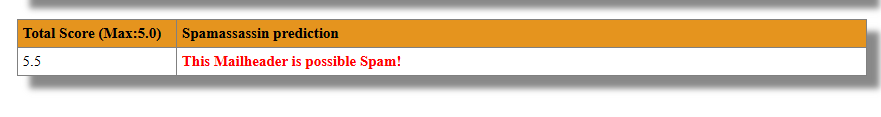 Total Score (Max:5.0) Spamassassin prediction
5.5 This Mailheader is possible Spam!